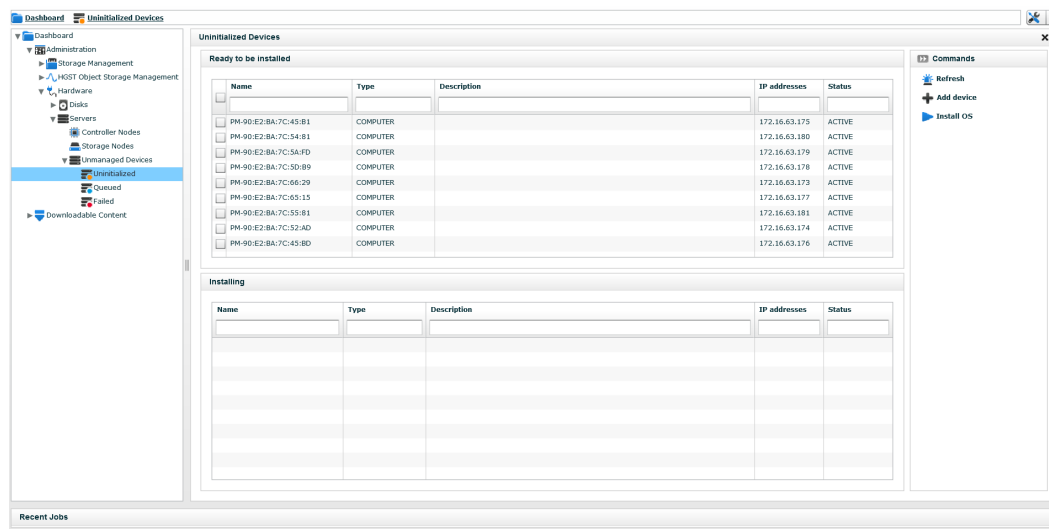 Dashboard Uninitialized Devices
Dashboard
Administration
Storage Management
HGST Object Storage Management
Hardware
Disks
Servers
Controller Nodes
Storage Nodes
Unmanaged Devices
Uninitialized
Queued
Failed
Downloadable Content
Uninitialized Devices
Ready to be installed
Name Type Description IP addresses Status
PM-90:E2:BA:7C:45:B1 COMPUTER 172.16.63.175 ACTIVE
PM-90:E2:BA:7C:54:81 COMPUTER 172.16.63.180 ACTIVE
PM-90:E2:BA:7C:5A:FD COMPUTER 172.16.63.179 ACTIVE
PM-90:E2:BA:7C:5D:B9 COMPUTER 172.16.63.178 ACTIVE
PM-90:E2:BA:7C:66:29 COMPUTER 172.16.63.173 ACTIVE
PM-90:E2:BA:7C:65:15 COMPUTER 172.16.63.177 ACTIVE
PM-90:E2:BA:7C:55:81 COMPUTER 172.16.63.181 ACTIVE
PM-90:E2:BA:7C:52:AD COMPUTER 172.16.63.174 ACTIVE
PM-90:E2:BA:7C:45:BD COMPUTER 172.16.63.176 ACTIVE
Installing
Name Type Description IP addresses Status
Commands
Refresh
Add device
Install OS
Recent Jobs